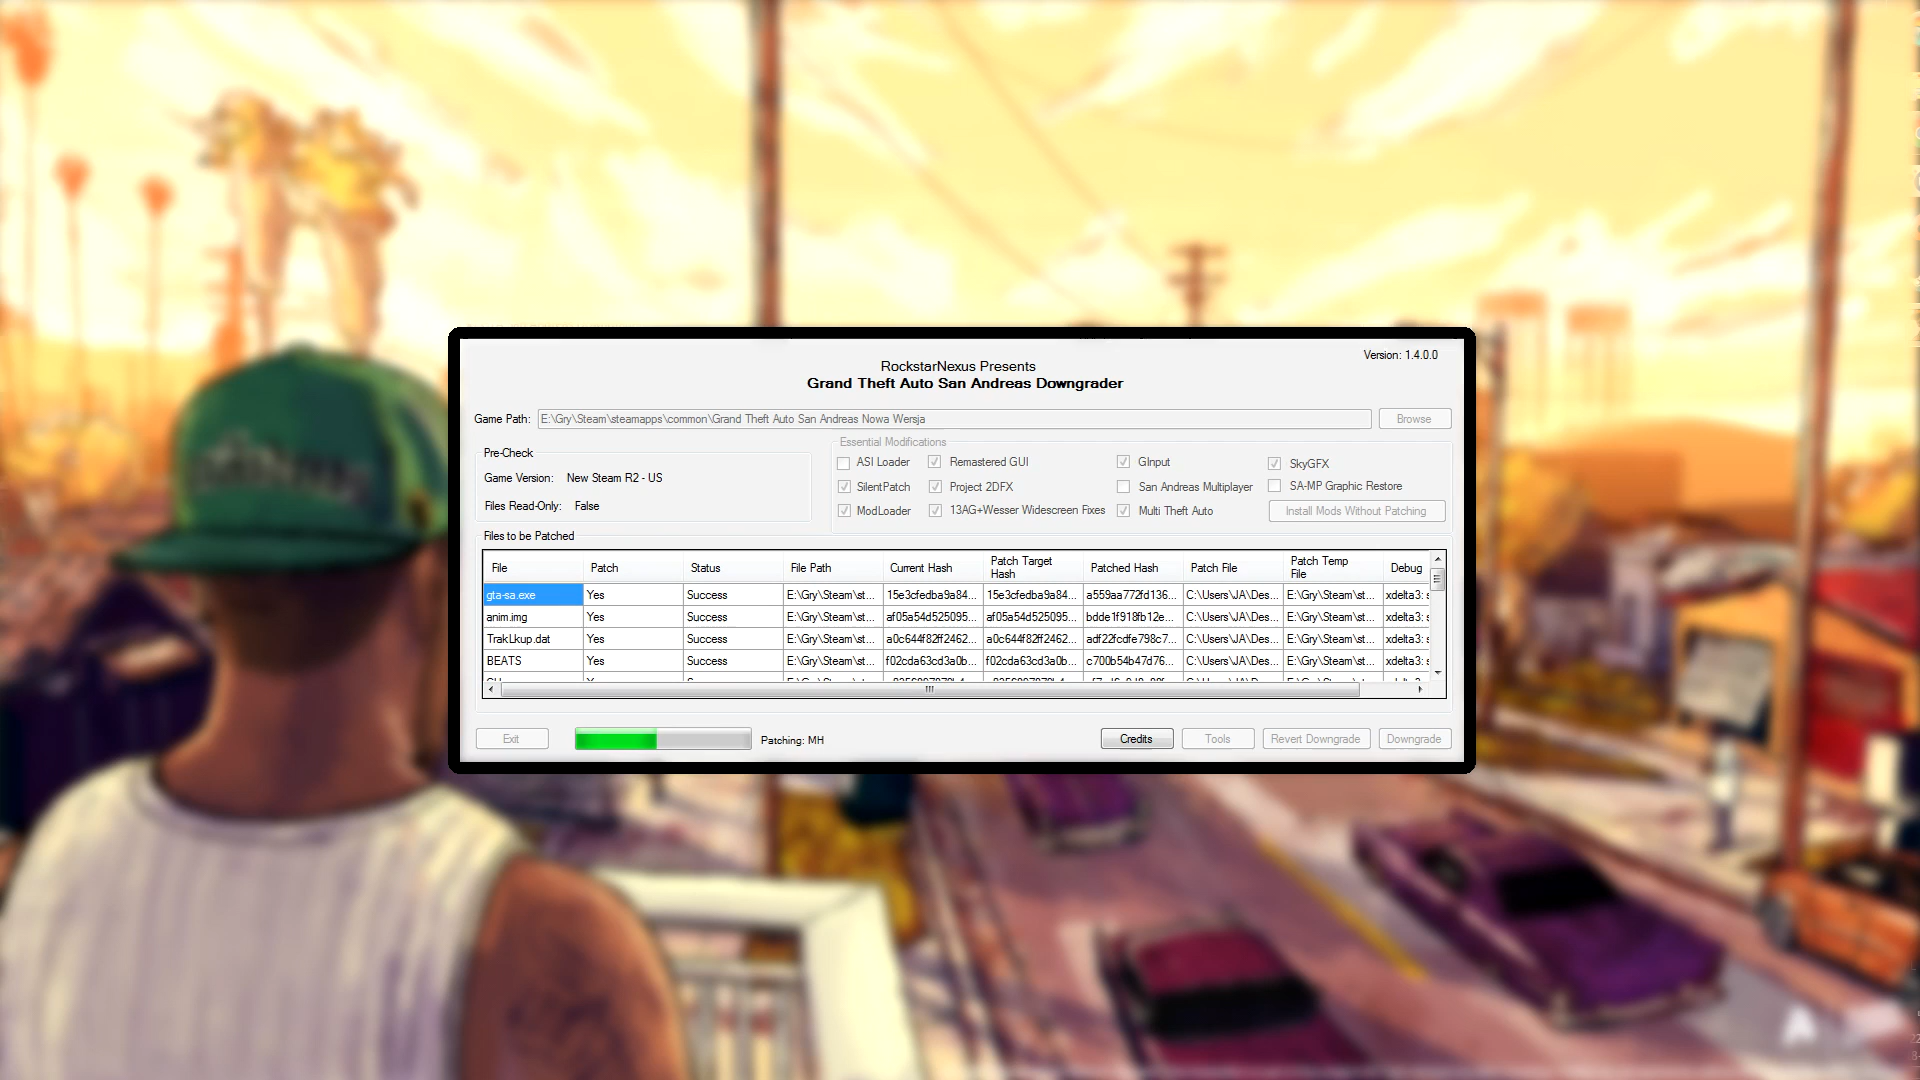 Version: 1.4.0.0
RockstarNexus Presents
Grand Theft Auto San Andreas Downgrader
Game Path: E:\Gry\Steam\steamapps\common\Grand Theft Auto San Andreas Nowa Wersja Browse
Pre-Check
Game Version: New Steam R2 - US
Files Read-Only: False
Essential Modifications
ASI Loader Remastered GUI GInput SkyGFX
SilentPatch Project 2DFX San Andreas Multiplayer SA-MP Graphic Restore
ModLoader 13AG+Wesser Widescreen Fixes Multi Theft Auto Install Mods Without Patching
Files to be Patched
File Patch Status File Path Current Hash Patch Target Hash Patched Hash Patch File Patch Temp File Debug
gta-sa.exe Yes Success E:\Gry\Steam\st... 15e3cfedba9a84... 15e3cfedba9a84... a559aa772fd136... C:\Users\JA\Des... E:\Gry\Steam\st... xdelta3: s
anim.img Yes Success E:\Gry\Steam\st... af05a54d525095... af05a54d525095... bdde1f918fb12e... C:\Users\JA\Des... E:\Gry\Steam\st... xdelta3: s
TrakLkup.dat Yes Success E:\Gry\Steam\st... a0c644f82ff2462... a0c644f82ff2462... adf22fcdfe798c7... C:\Users\JA\Des... E:\Gry\Steam\st... xdelta3: s
BEATS Yes Success E:\Gry\Steam\st... f02cda63cd3a0b... f02cda63cd3a0b... c700b54b47d76... C:\Users\JA\Des... E:\Gry\Steam\st... xdelta3: s
Exit Patching: MH Credits Tools Revert Downgrade Downgrade